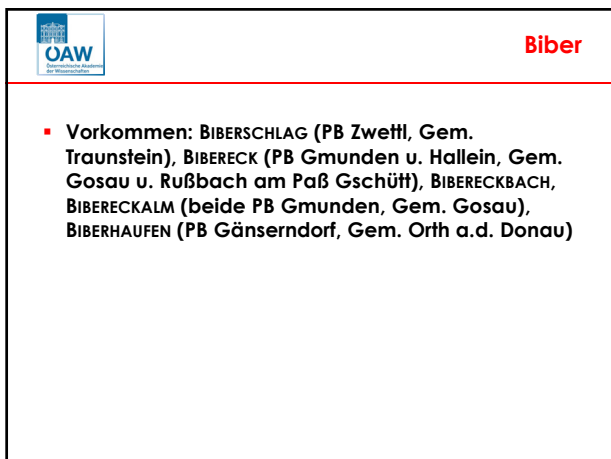 ÖAW
Österreichische Akademie
der Wissenschaften
Biber
▪ Vorkommen: BIBERSCHLAG (PB Zwettl, Gem.
Traunstein), BIBERECK (PB Gmunden u. Hallein, Gem.
Gosau u. Rußbach am Paß Gschütt), BIBERECKBACH,
BIBERECKALM (beide PB Gmunden, Gem. Gosau),
BIBERHAUFEN (PB Gänserndorf, Gem. Orth a.d. Donau)